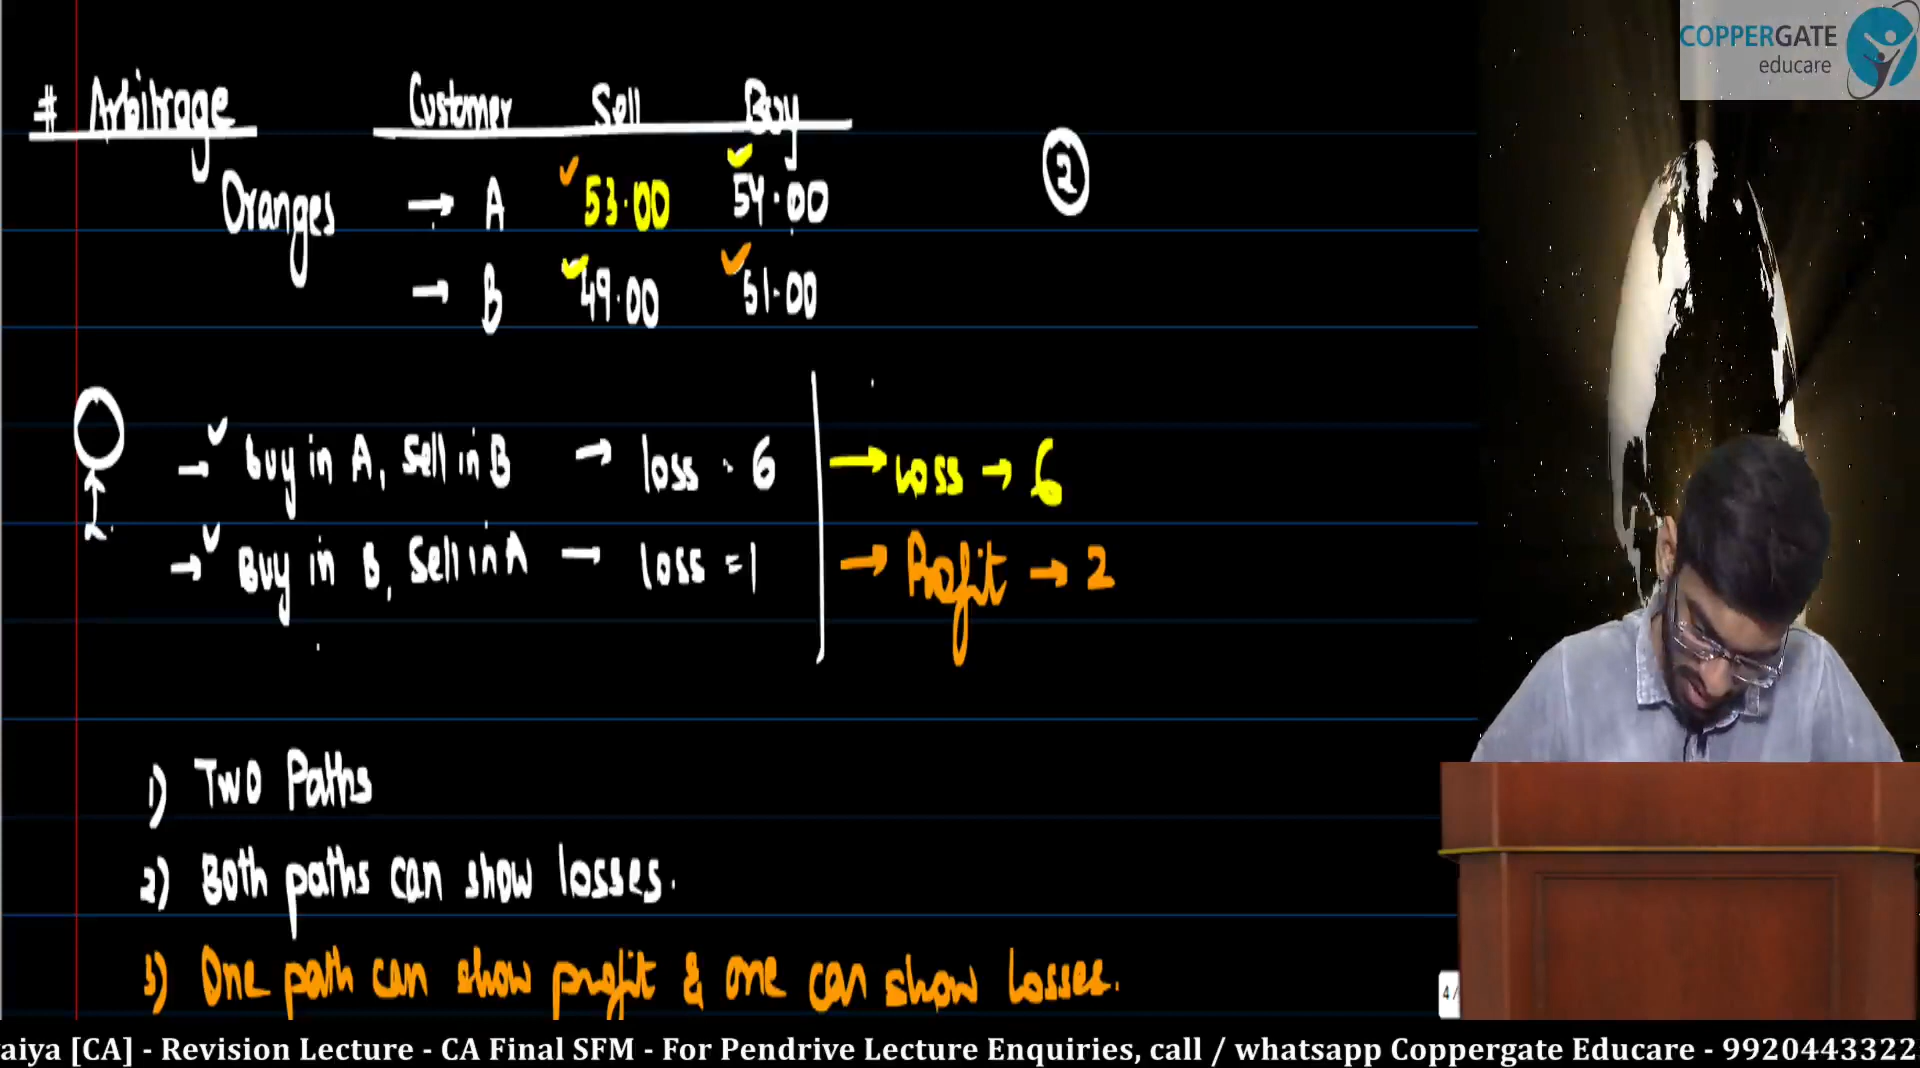 COPPERGATE
educare
# Arbitrage Customer Sell Buy
Oranges → A 53.00 54.00
→ B 49.00 51.00
2
→ buy in A, sell in B → loss - 6 → loss → 6
→ Buy in B, sell in A — loss = 1 → Profit → 2
1) Two Paths
2) Both paths can show losses.
3) One path can show profit & one can show losses.
4/
aiya [CA] - Revision Lecture - CA Final SFM - For Pendrive Lecture Enquiries, call / whatsapp Coppergate Educare - 9920443322